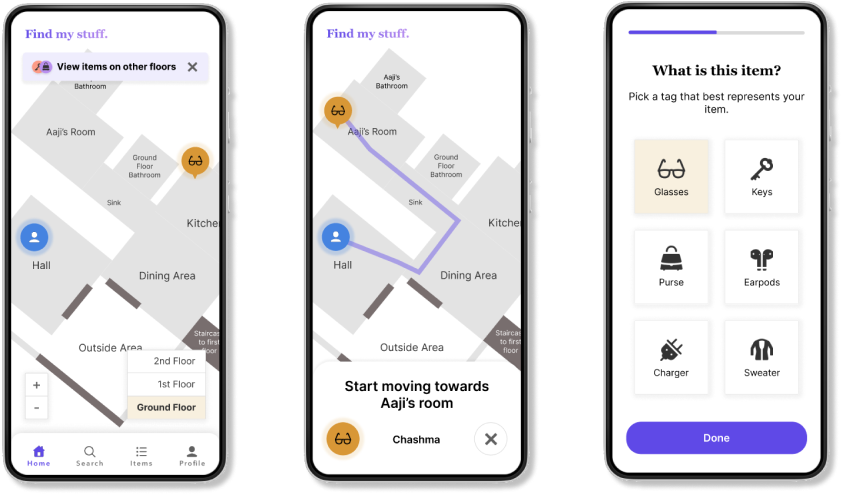 Find my stuff.
View items on other floors
Bathroom
Aaji's Room
Ground
Floor
Bathroom
Sink
Kitchen
Hall
Dining Area
Staircas
to first
floor
Outside Area
2nd Floor
1st Floor
Ground Floor
+
-
Home
Search
Items
Profile
Find my stuff.
Aaji's
Bathroom
Aaji's Room
Ground
Floor
Bathroom
Sink
Kitchen
Hall
Dining Area
Staircas
to first
floor
Outside Area
Start moving towards
Aaji's room
Chashma
What is this item?
Pick a tag that best represents your
item.
Glasses
Keys
Purse
Earpods
Charger
Sweater
Done